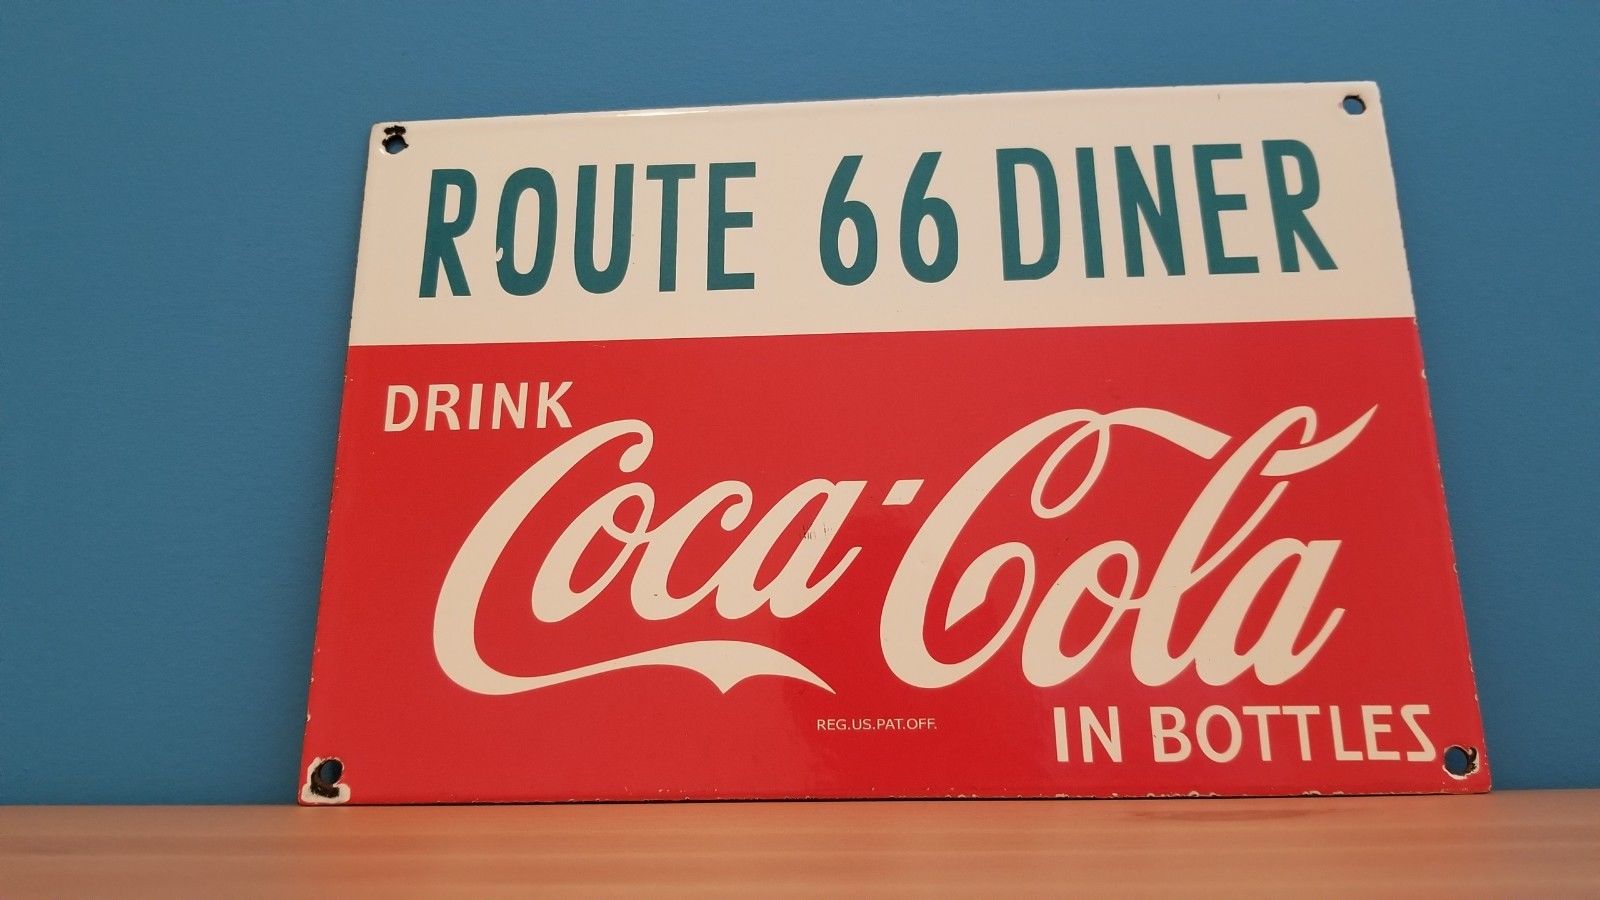 ROUTE 66 DINER
DRINK
Coca-Cola
REG.US.PAT.OFF.
IN BOTTLES